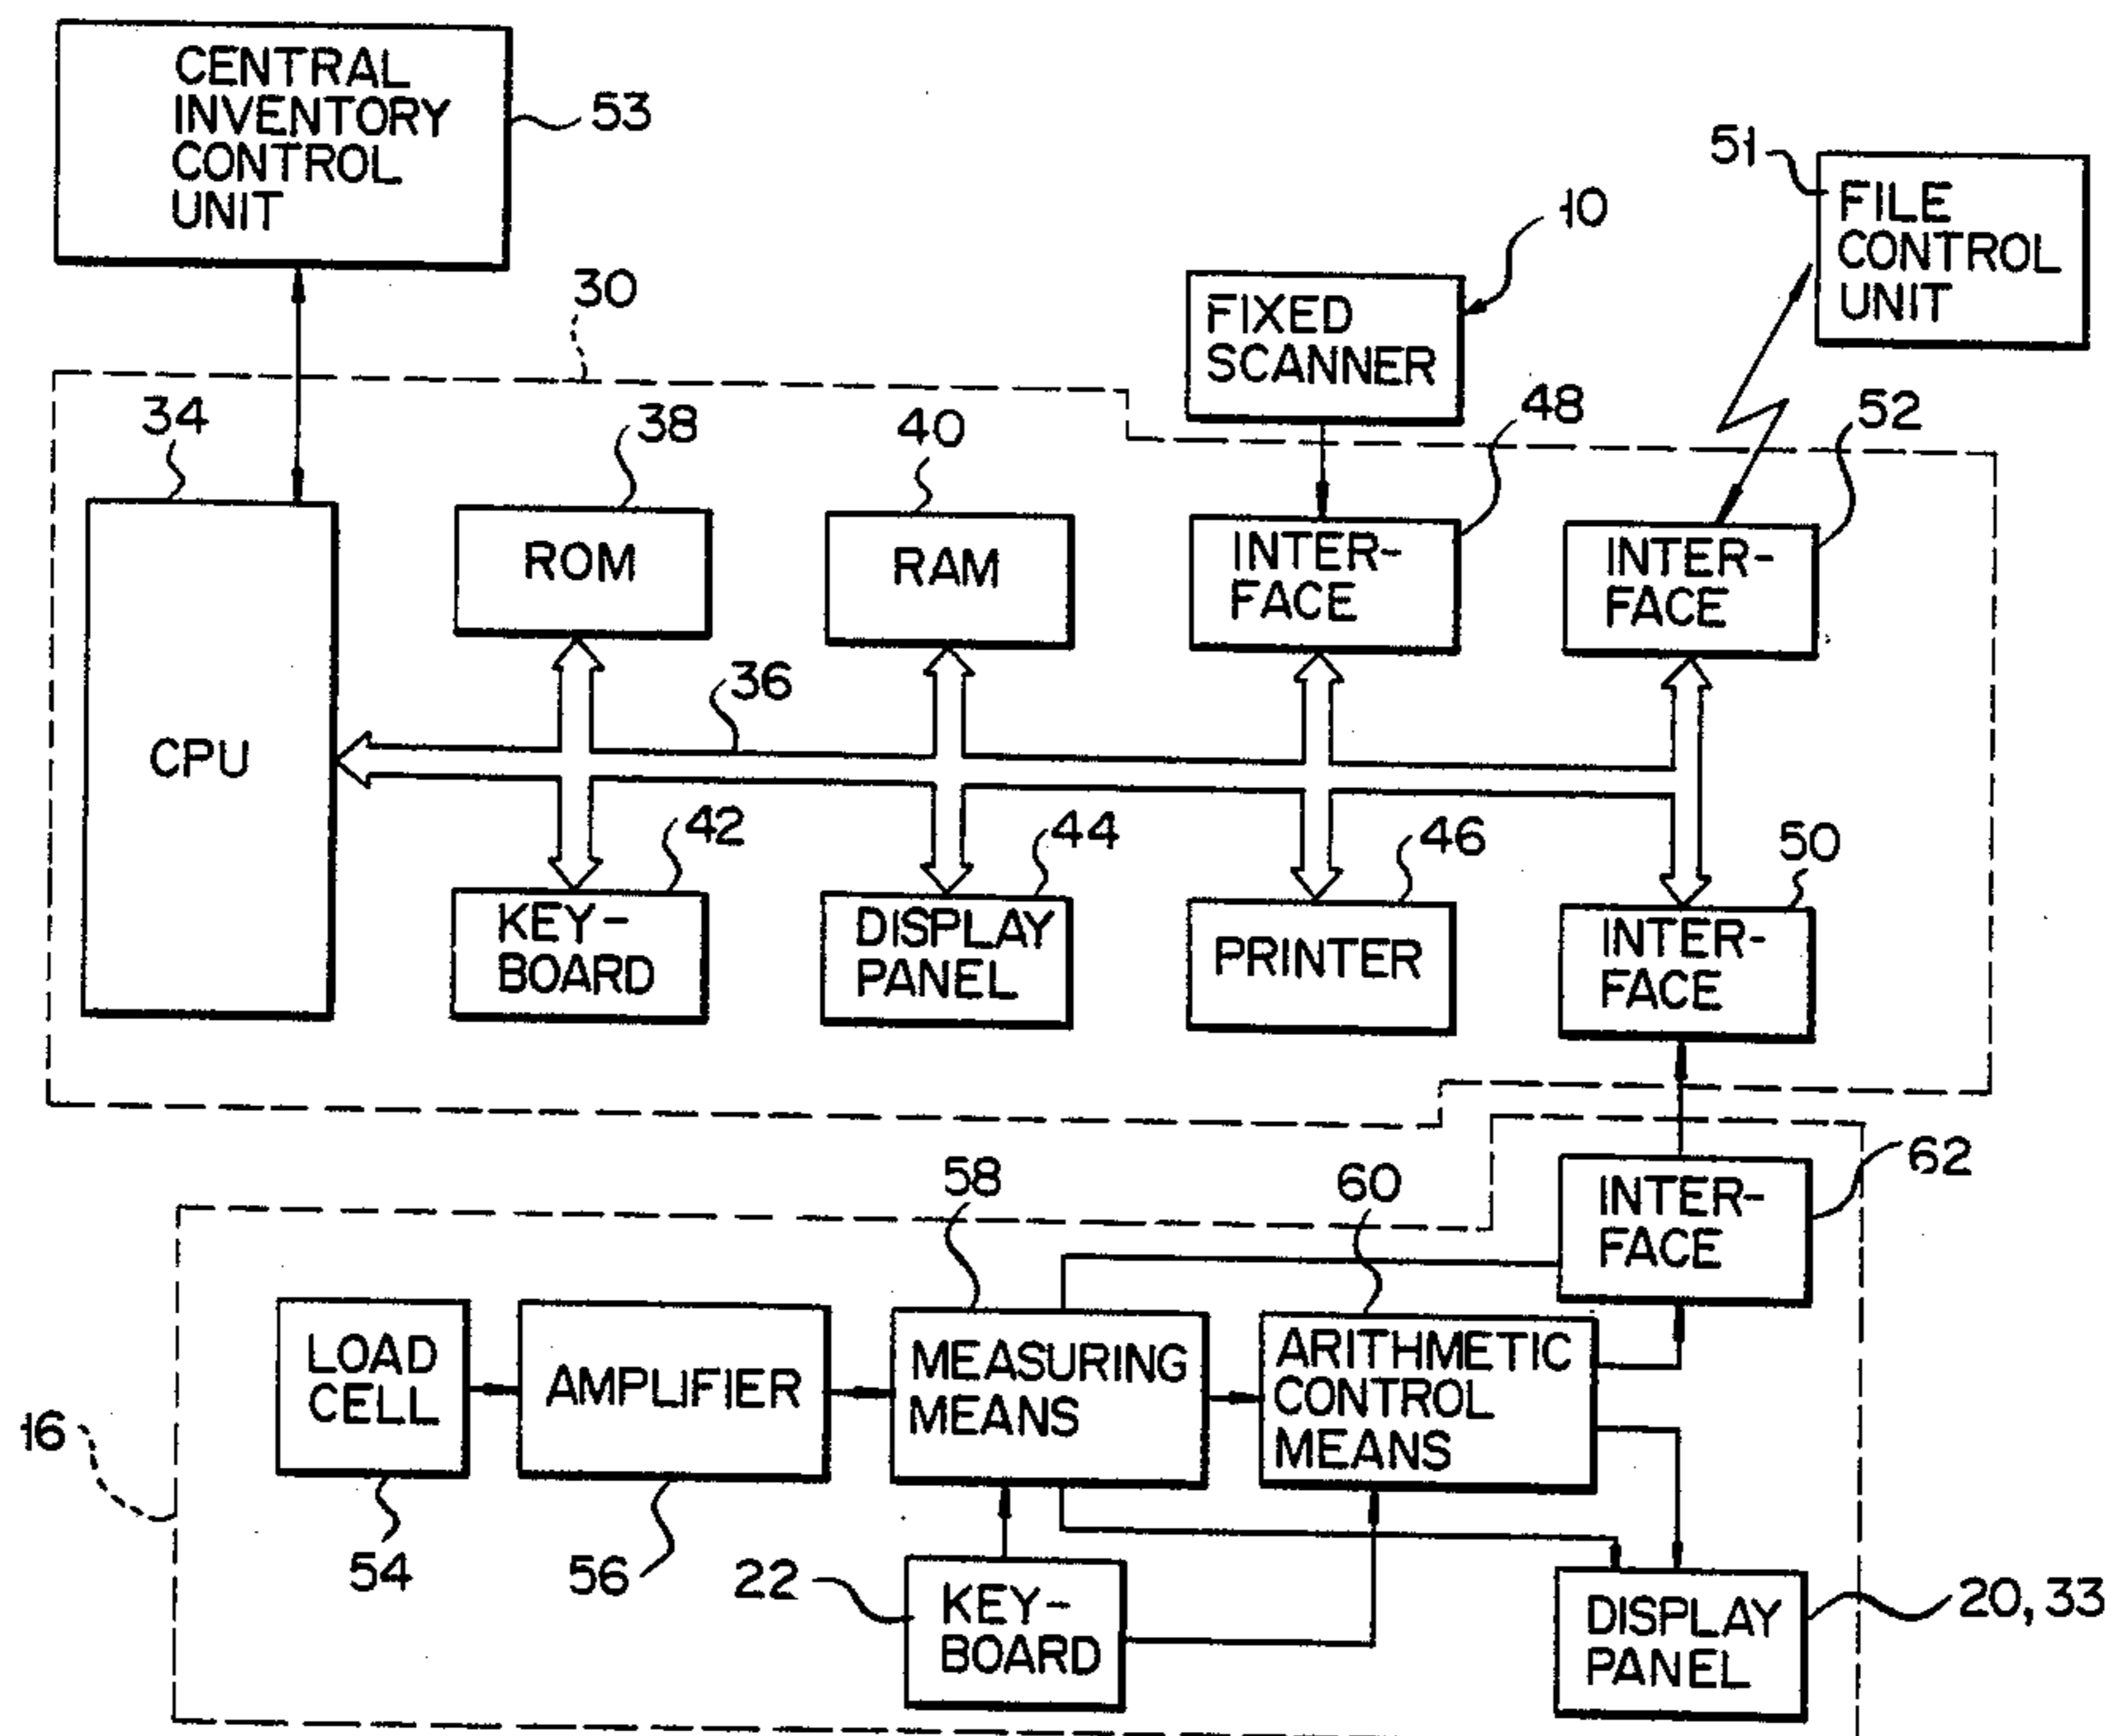 CENTRAL
INVENTORY
CONTROL
UNIT
53
51
FILE
CONTROL
UNIT
10
30
FIXED
SCANNER
34
38
40
48
52
ROM
RAM
INTER-
FACE
INTER-
FACE
36
CPU
42
44
46
50
KEY-
BOARD
DISPLAY
PANEL
PRINTER
INTER-
FACE
58
60
62
INTER-
FACE
LOAD
CELL
AMPLIFIER
MEASURING
MEANS
ARITHMETIC
CONTROL
MEANS
16
54
56
22
KEY-
BOARD
DISPLAY
PANEL
20, 33